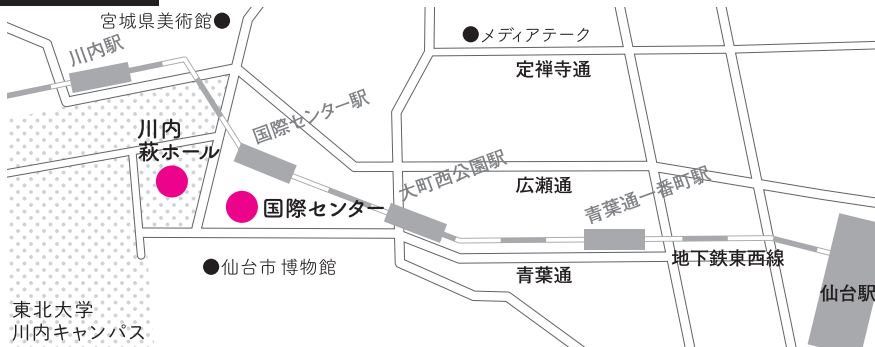 宮城県美術館
メディアテーク
川内駅
定禅寺通
国際センター駅
川内
萩ホール
大町西公園駅
広瀬通
青葉通一番町駅
国際センター
地下鉄東西線
仙台市 博物館
青葉通
仙台駅
東北大学
川内キャンパス